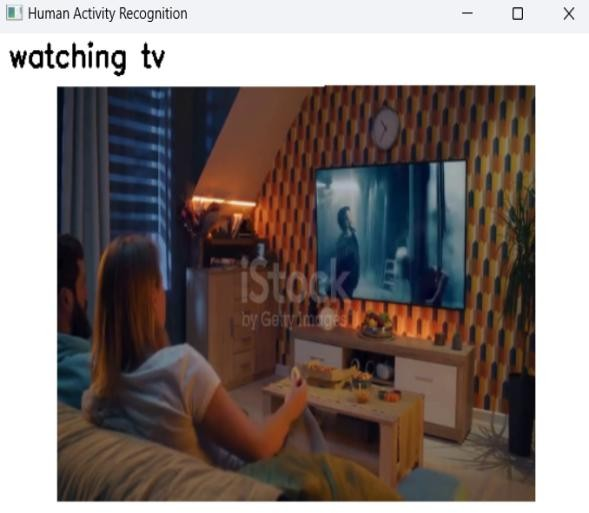 Human Activity Recognition
watching tv
iStock
by Getty Images